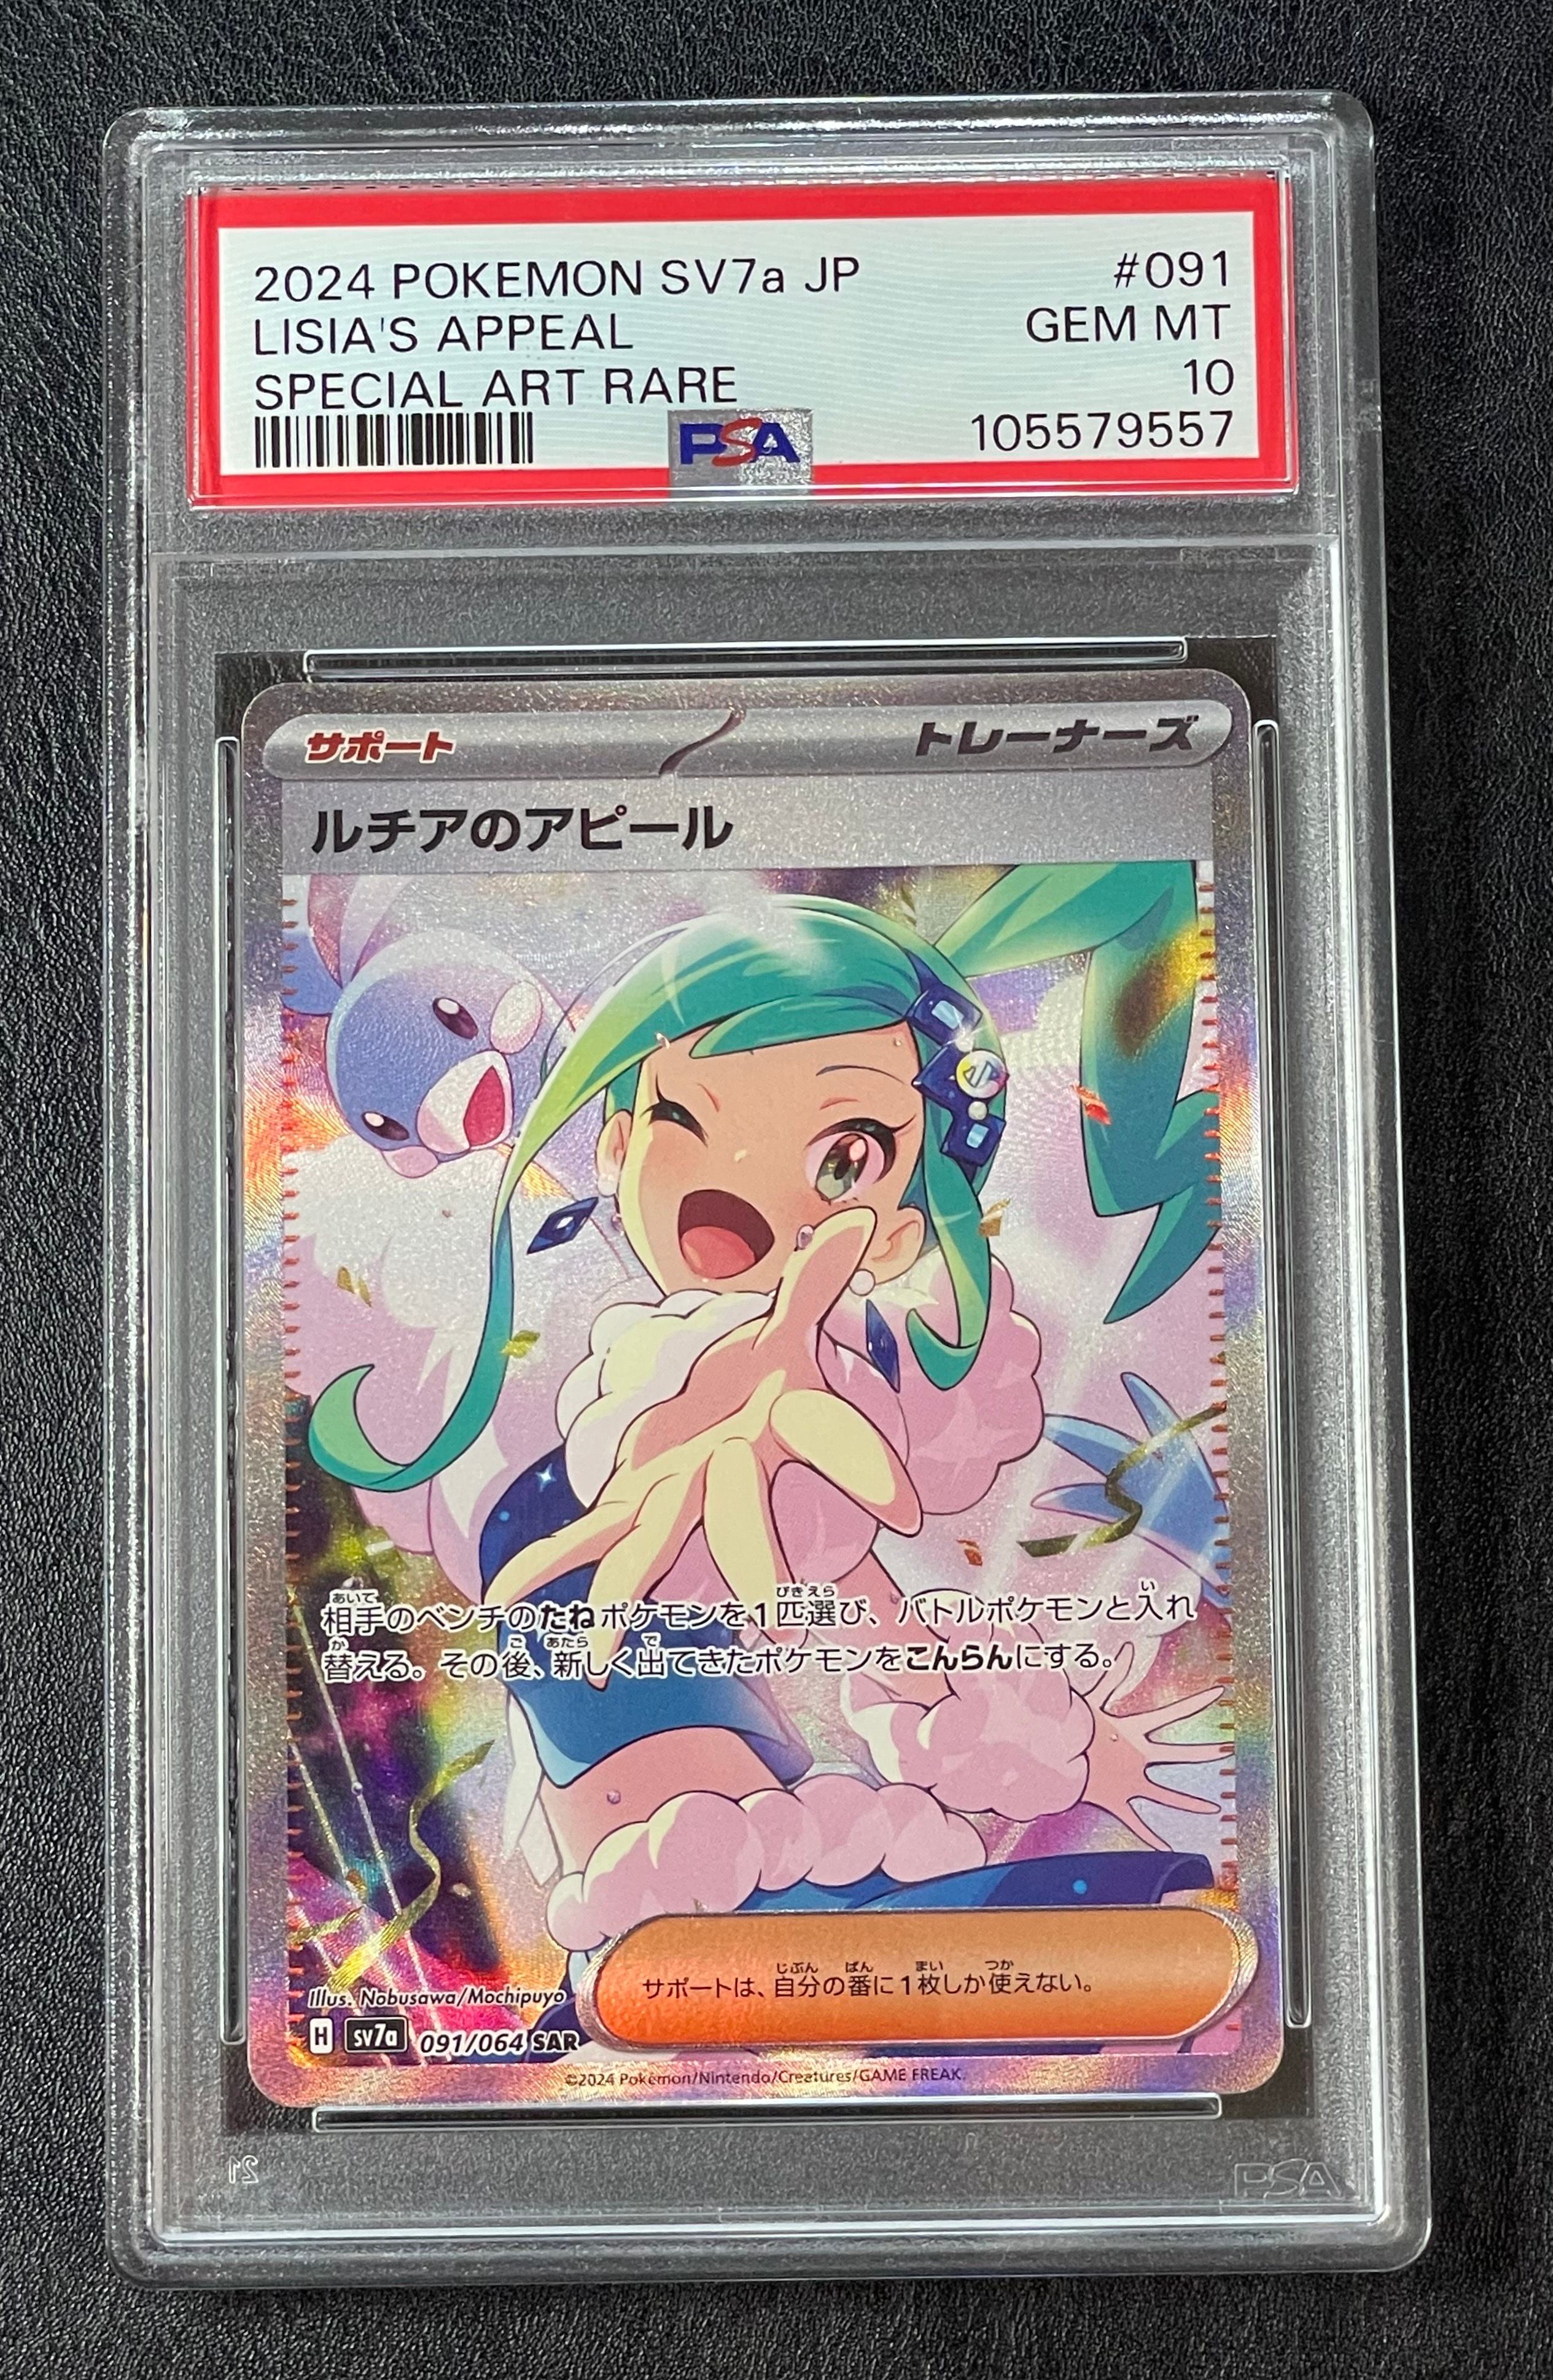 2024 POKEMON SV7a JP #091
LISIA'S APPEAL GEM MT
SPECIAL ART RARE 10
PSA 105579557
サポート トレーナーズ
ルチアのアピール
相手のベンチのたねポケモンを1匹選び、バトルポケモンと入れ
替える。その後、新しく出てきたポケモンをこんらんにする。
サポートは、自分の番に1枚しか使えない。
Illus. Nobusawa/Mochipuyo
H sv7a 091/064 SAR
©2024 Pokémon/Nintendo/Creatures/GAME FREAK.
PSA